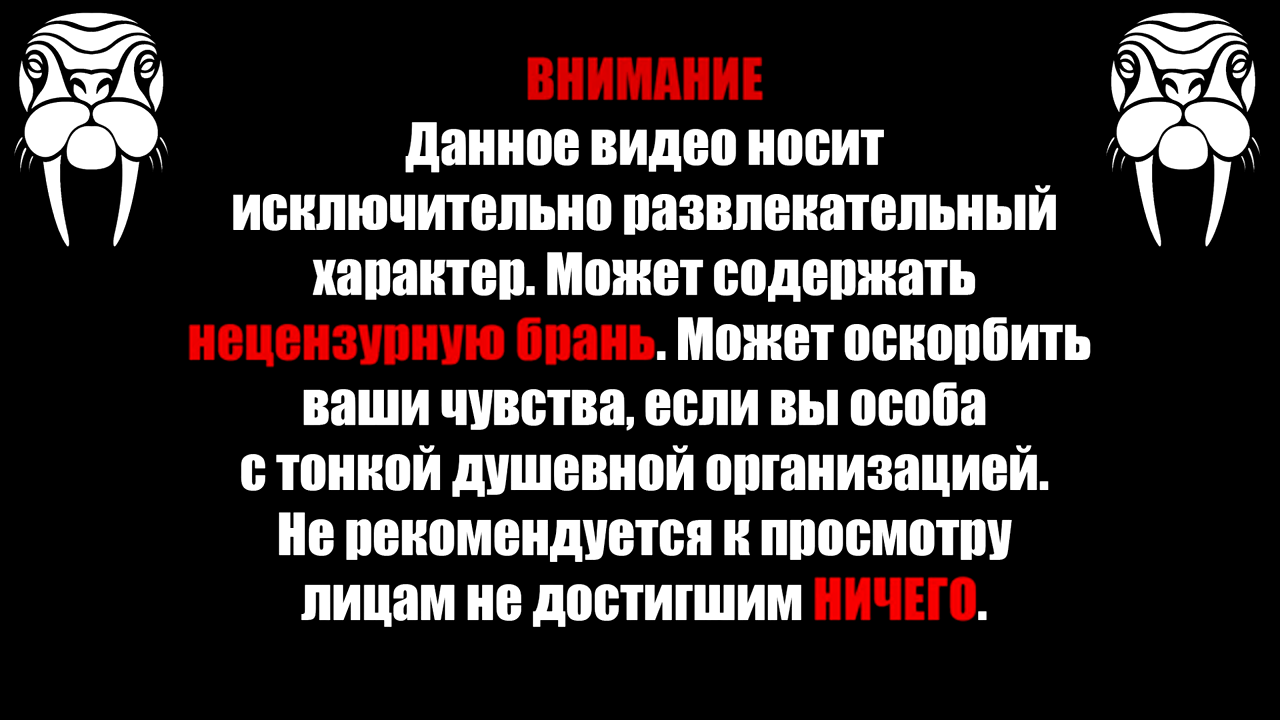 ВНИМАНИЕ
Данное видео носит
исключительно развлекательный
характер. Может содержать
нецензурную брань. Может оскорбить
ваши чувства, если вы особа
с тонкой душевной организацией.
Не рекомендуется к просмотру
лицам не достигшим НИЧЕГО.